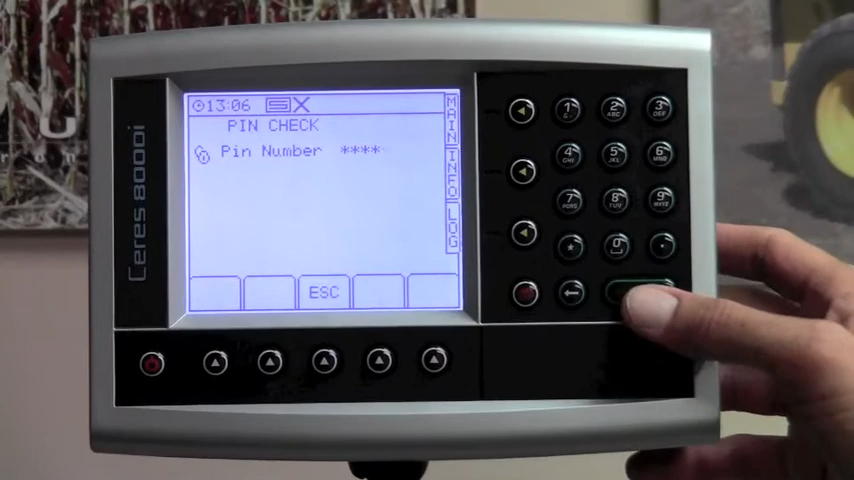 Ceres 8000i
13:06 SX
PIN CHECK
Pin Number ****
MAIN
INFO
LOG
ESC
1 2 ABC 3 DEF
4 GHI 5 JKL 6 MNO
7 PQRS 8 TUV 9 WXYZ
* 0 .